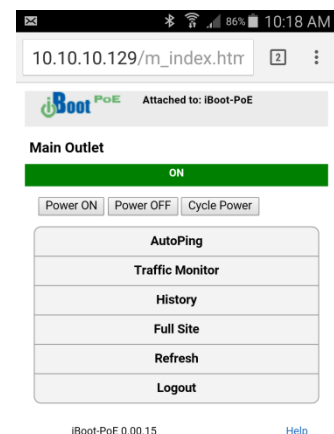 86% 10:18 AM
10.10.10.129/m_index.htm 2
iBoot PoE Attached to: iBoot-PoE
Main Outlet
ON
Power ON Power OFF Cycle Power
AutoPing
Traffic Monitor
History
Full Site
Refresh
Logout
iBoot-PoE 0.00.15 Help